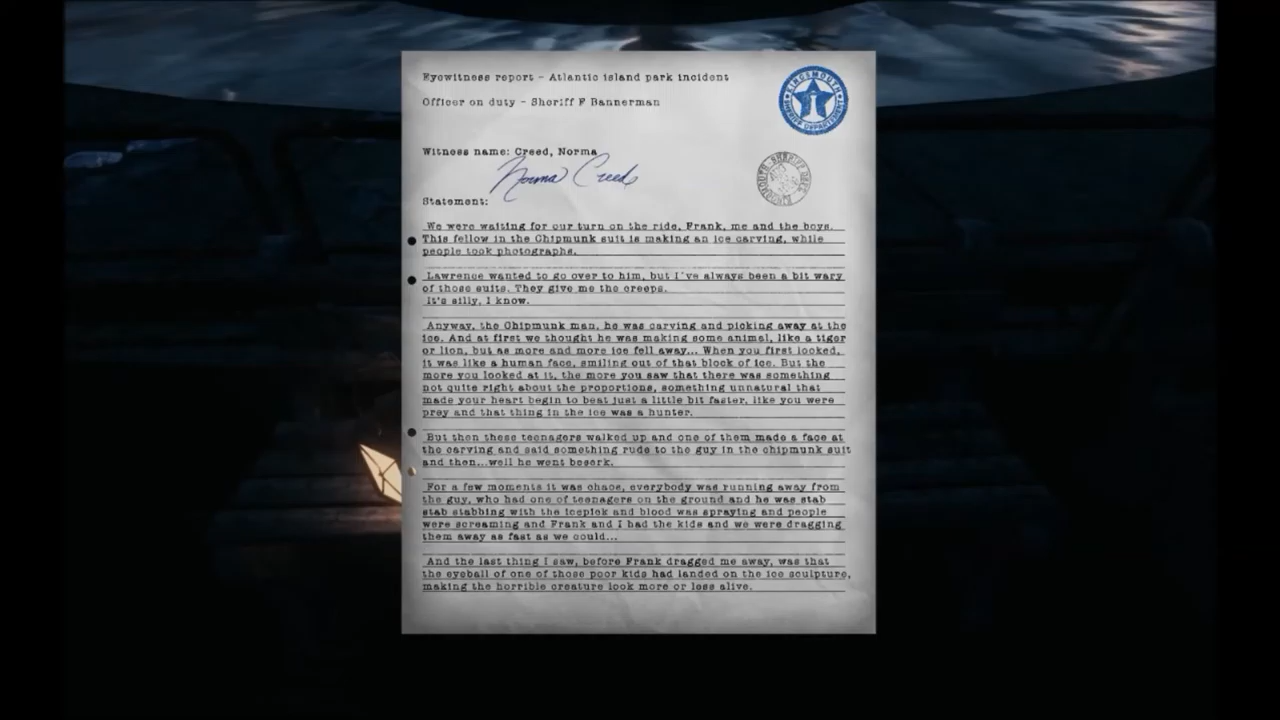 Eyewitness report - Atlantic island park incident
Officer on duty - Sheriff F Bannerman
KINGSMOUTH
SHERIFF DEPARTMENT
Witness name: Creed, Norma
Norma Creed
KINGSMOUTH SHERIFF DEPT
Statement:
We were waiting for our turn on the ride, Frank, me and the boys.
This fellow in the Chipmunk suit is making an ice carving, while
people took photographs.
Lawrence wanted to go over to him, but I've always been a bit wary
of those suits. They give me the creeps.
It's silly, I know.
Anyway, the Chipmunk man, he was carving and picking away at the
ice. And at first we thought he was making some animal, like a tiger
or lion, but as more and more ice fell away... When you first looked,
it was like a human face, smiling out of that block of ice. But the
more you looked at it, the more you saw that there was something
not quite right about the proportions, something unnatural that
made your heart begin to beat just a little bit faster, like you were
prey and that thing in the ice was a hunter.
But then these teenagers walked up and one of them made a face at
the carving and said something rude to the guy in the chipmunk suit
and then...well he went beserk.
For a few moments it was chaos, everybody was running away from
the guy, who had one of teenagers on the ground and he was stab
stab stabbing with the icepick and blood was spraying and people
were screaming and Frank and I had the kids and we were dragging
them away as fast as we could...
And the last thing I saw, before Frank dragged me away, was that
the eyeball of one of those poor kids had landed on the ice sculpture,
making the horrible creature look more or less alive.